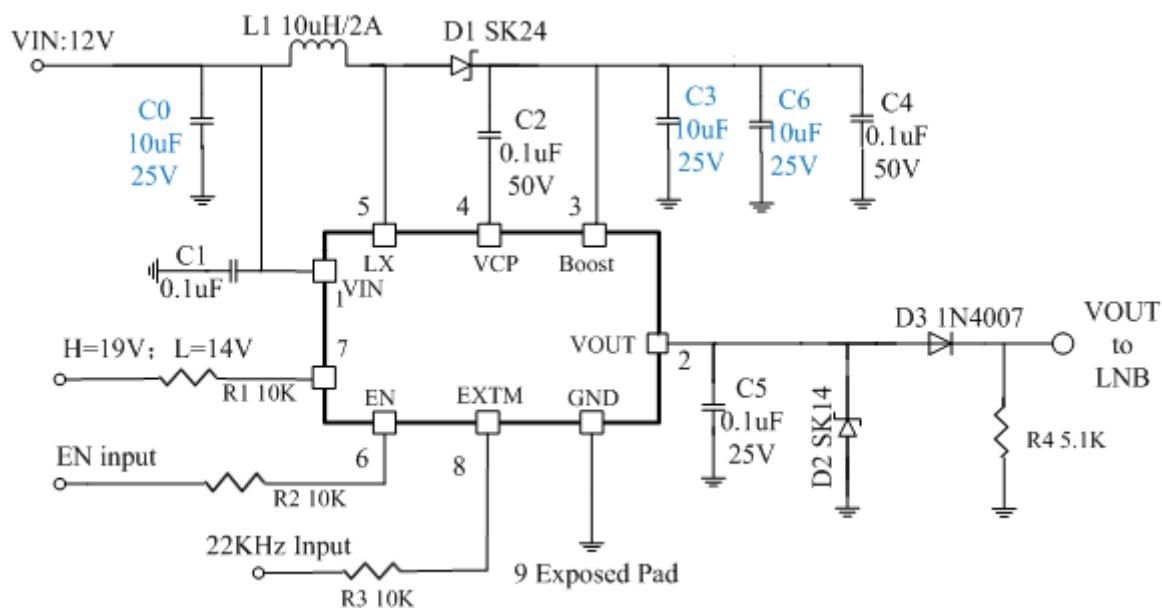 L1 10uH/2A
D1 SK24
VIN:12V
C0
10uF
25V
C2
0.1uF
50V
C3
10uF
25V
C6
10uF
25V
C4
0.1uF
50V
5
4
3
LX
VCP
Boost
C1
0.1uF
VIN
1
H=19V; L=14V
7
R1 10K
VOUT
2
D3 1N4007
VOUT
to
LNB
EN
EXTM
GND
C5
0.1uF
25V
D2 SK14
R4 5.1K
EN input
6
8
R2 10K
22KHz Input
9 Exposed Pad
R3 10K